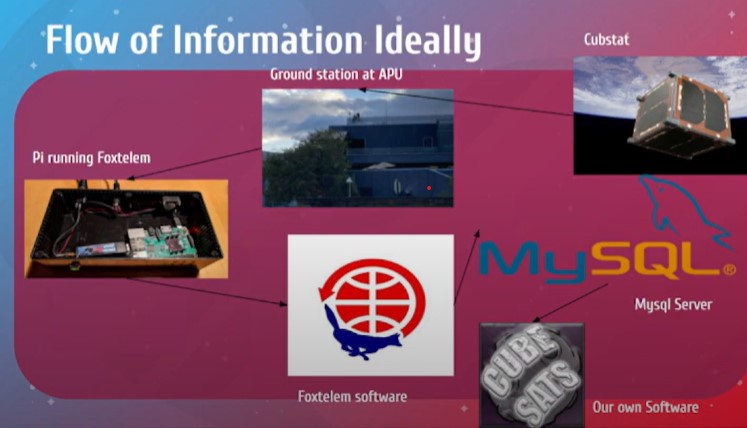 Flow of Information Ideally
Cubstat
Ground station at APU
Pi running Foxtelem
MySQL®
Mysql Server
Foxtelem software
CUBE
SATS
Our own Software